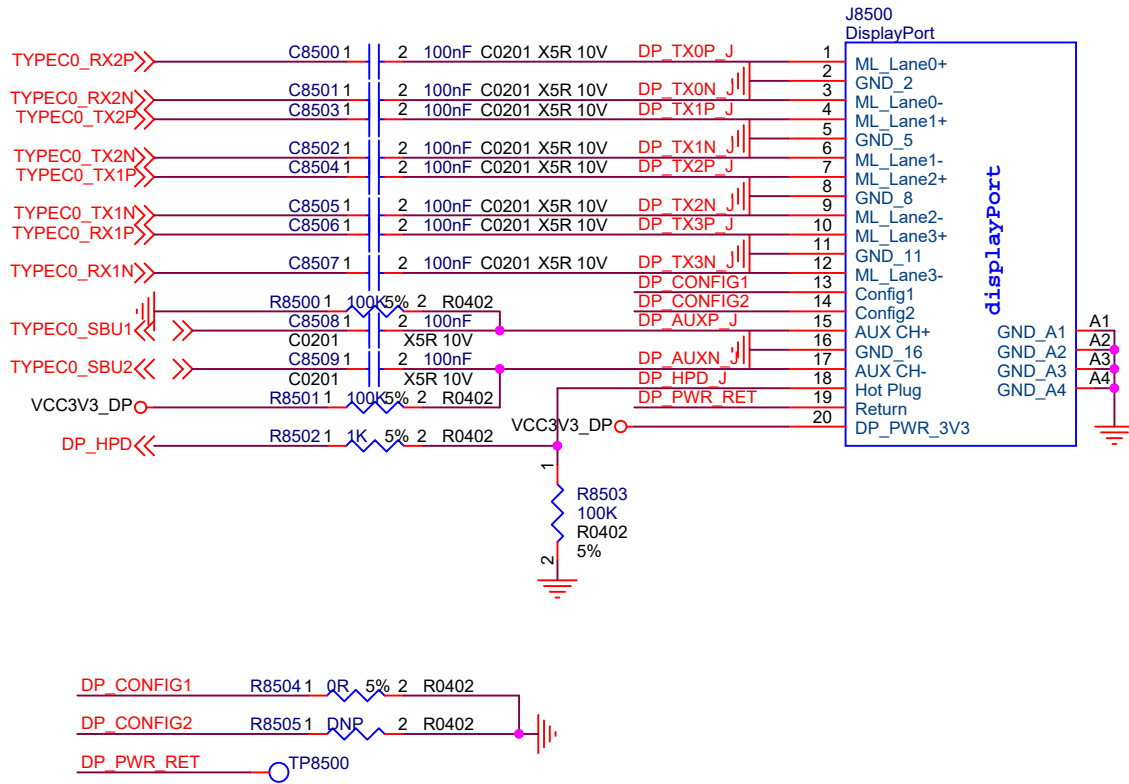 J8500
DisplayPort
TYPEC0_RX2P C8500 1 2 100nF C0201 X5R 10V DP_TX0P_J 1 ML_Lane0+
2 GND_2
TYPEC0_RX2N C8501 1 2 100nF C0201 X5R 10V DP_TX0N_J 3 ML_Lane0-
TYPEC0_TX2P C8503 1 2 100nF C0201 X5R 10V DP_TX1P_J 4 ML_Lane1+
5 GND_5
TYPEC0_TX2N C8502 1 2 100nF C0201 X5R 10V DP_TX1N_J 6 ML_Lane1-
TYPEC0_TX1P C8504 1 2 100nF C0201 X5R 10V DP_TX2P_J 7 ML_Lane2+
8 GND_8
TYPEC0_TX1N C8505 1 2 100nF C0201 X5R 10V DP_TX2N_J 9 ML_Lane2-
TYPEC0_RX1P C8506 1 2 100nF C0201 X5R 10V DP_TX3P_J 10 ML_Lane3+
11 GND_11
TYPEC0_RX1N C8507 1 2 100nF C0201 X5R 10V DP_TX3N_J 12 ML_Lane3-
DP_CONFIG1 13 Config1
R8500 1 100K 5% 2 R0402 DP_CONFIG2 14 Config2
TYPEC0_SBU1 C8508 1 2 100nF DP_AUXP_J 15 AUX CH+ GND_A1 A1
C0201 X5R 10V 16 GND_16 GND_A2 A2
TYPEC0_SBU2 C8509 1 2 100nF DP_AUXN_J 17 AUX CH- GND_A3 A3
C0201 X5R 10V DP_HPD_J 18 Hot Plug GND_A4 A4
VCC3V3_DP R8501 1 100K 5% 2 R0402 DP_PWR_RET 19 Return
VCC3V3_DP 20 DP_PWR_3V3
displayPort
DP_HPD R8502 1 1K 5% 2 R0402
1
R8503
100K
R0402
5%
2
DP_CONFIG1 R8504 1 0R 5% 2 R0402
DP_CONFIG2 R8505 1 DNP 2 R0402
DP_PWR_RET TP8500